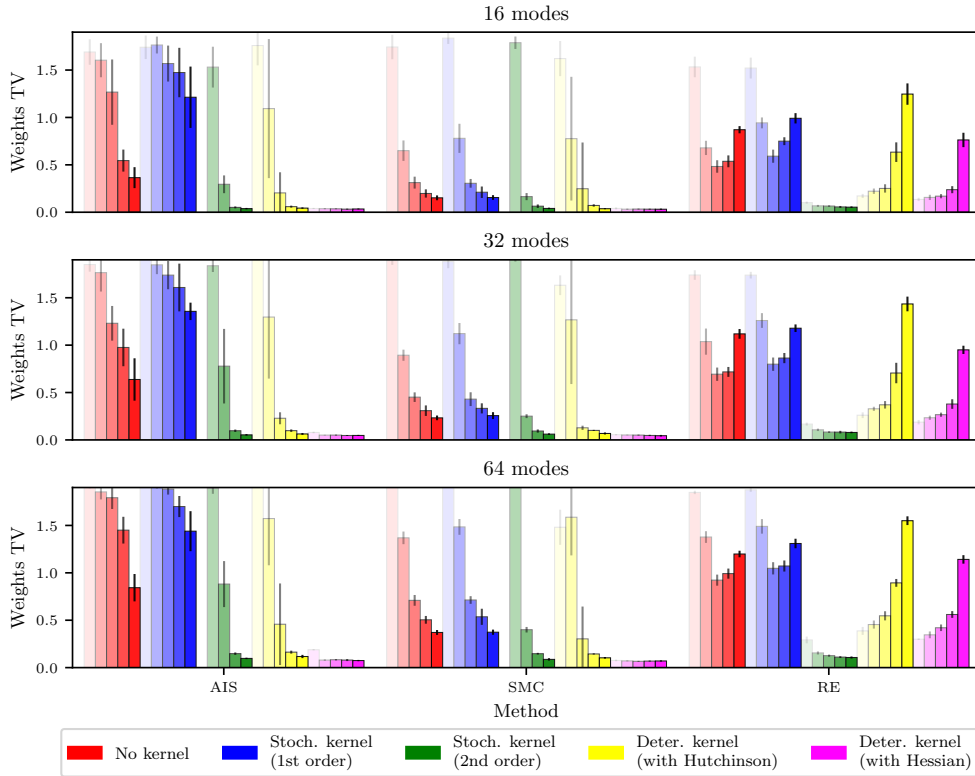 16 modes
Weights TV
1.5
1.0
0.5
0.0
32 modes
Weights TV
1.5
1.0
0.5
0.0
64 modes
Weights TV
1.5
1.0
0.5
0.0
AIS SMC RE
Method
No kernel
Stoch. kernel
(1st order)
Stoch. kernel
(2nd order)
Deter. kernel
(with Hutchinson)
Deter. kernel
(with Hessian)